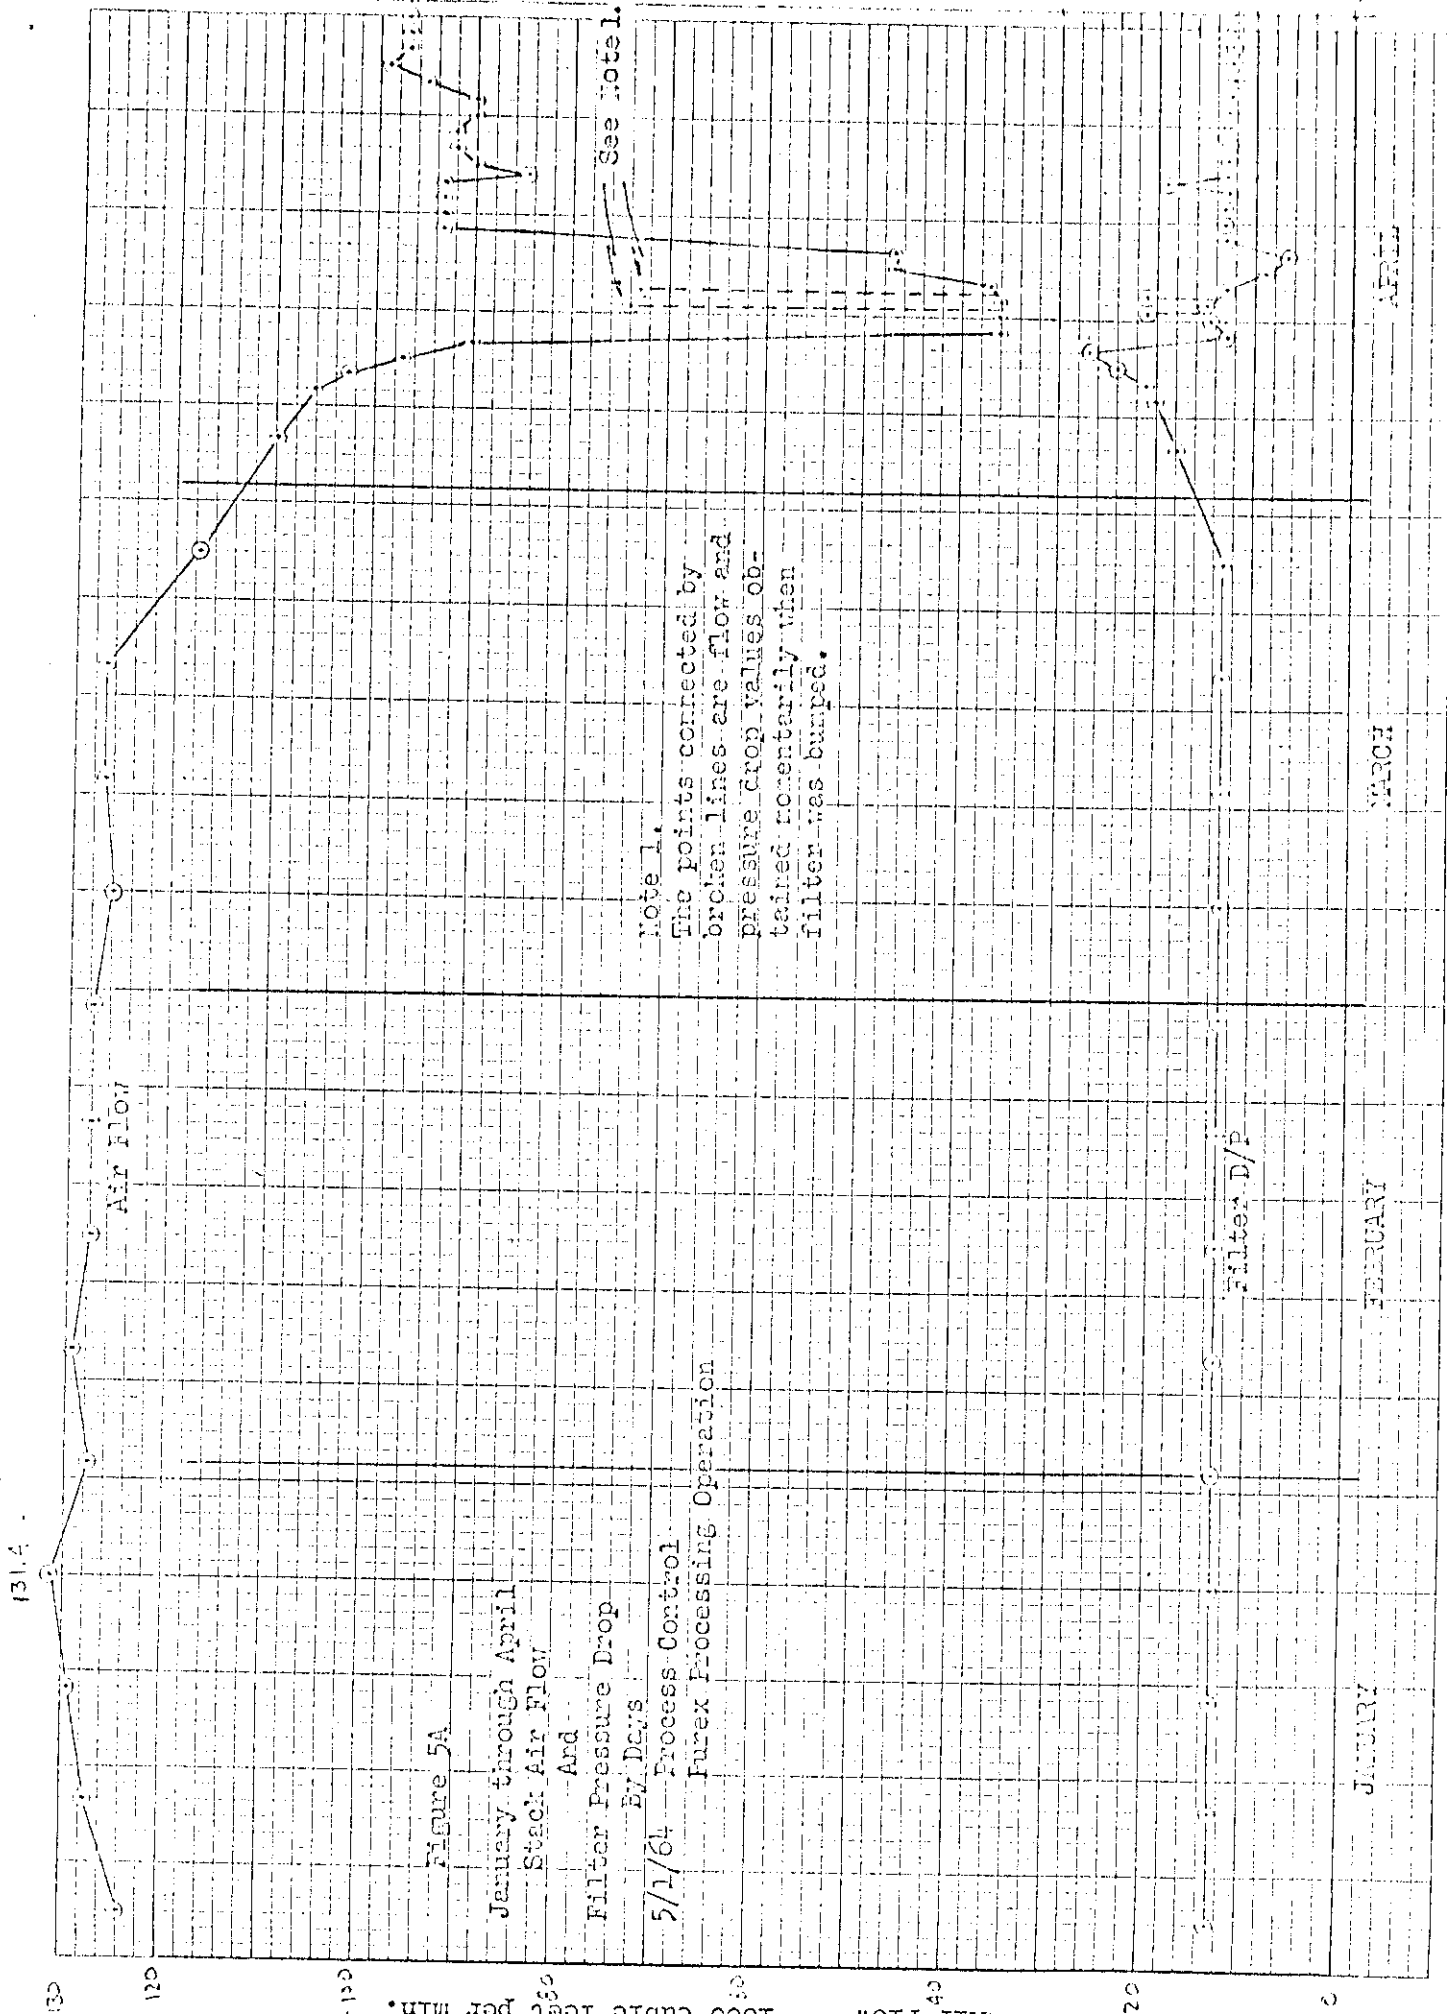 131.4
130
120
100
80
60
40
20
0
Air Flow
See Note 1.
Figure 5A
January through April
Stack Air Flow
And
Filter Pressure Drop
By Days
5/1/64 Process Control
Purex Processing Operation
Note 1.
The points connected by
broken lines are flow and
pressure drop values ob-
tained momentarily when
filter was bumped.
Filter D/P
JANUARY
FEBRUARY
MARCH
APRIL
1000 cubic feet
per min.